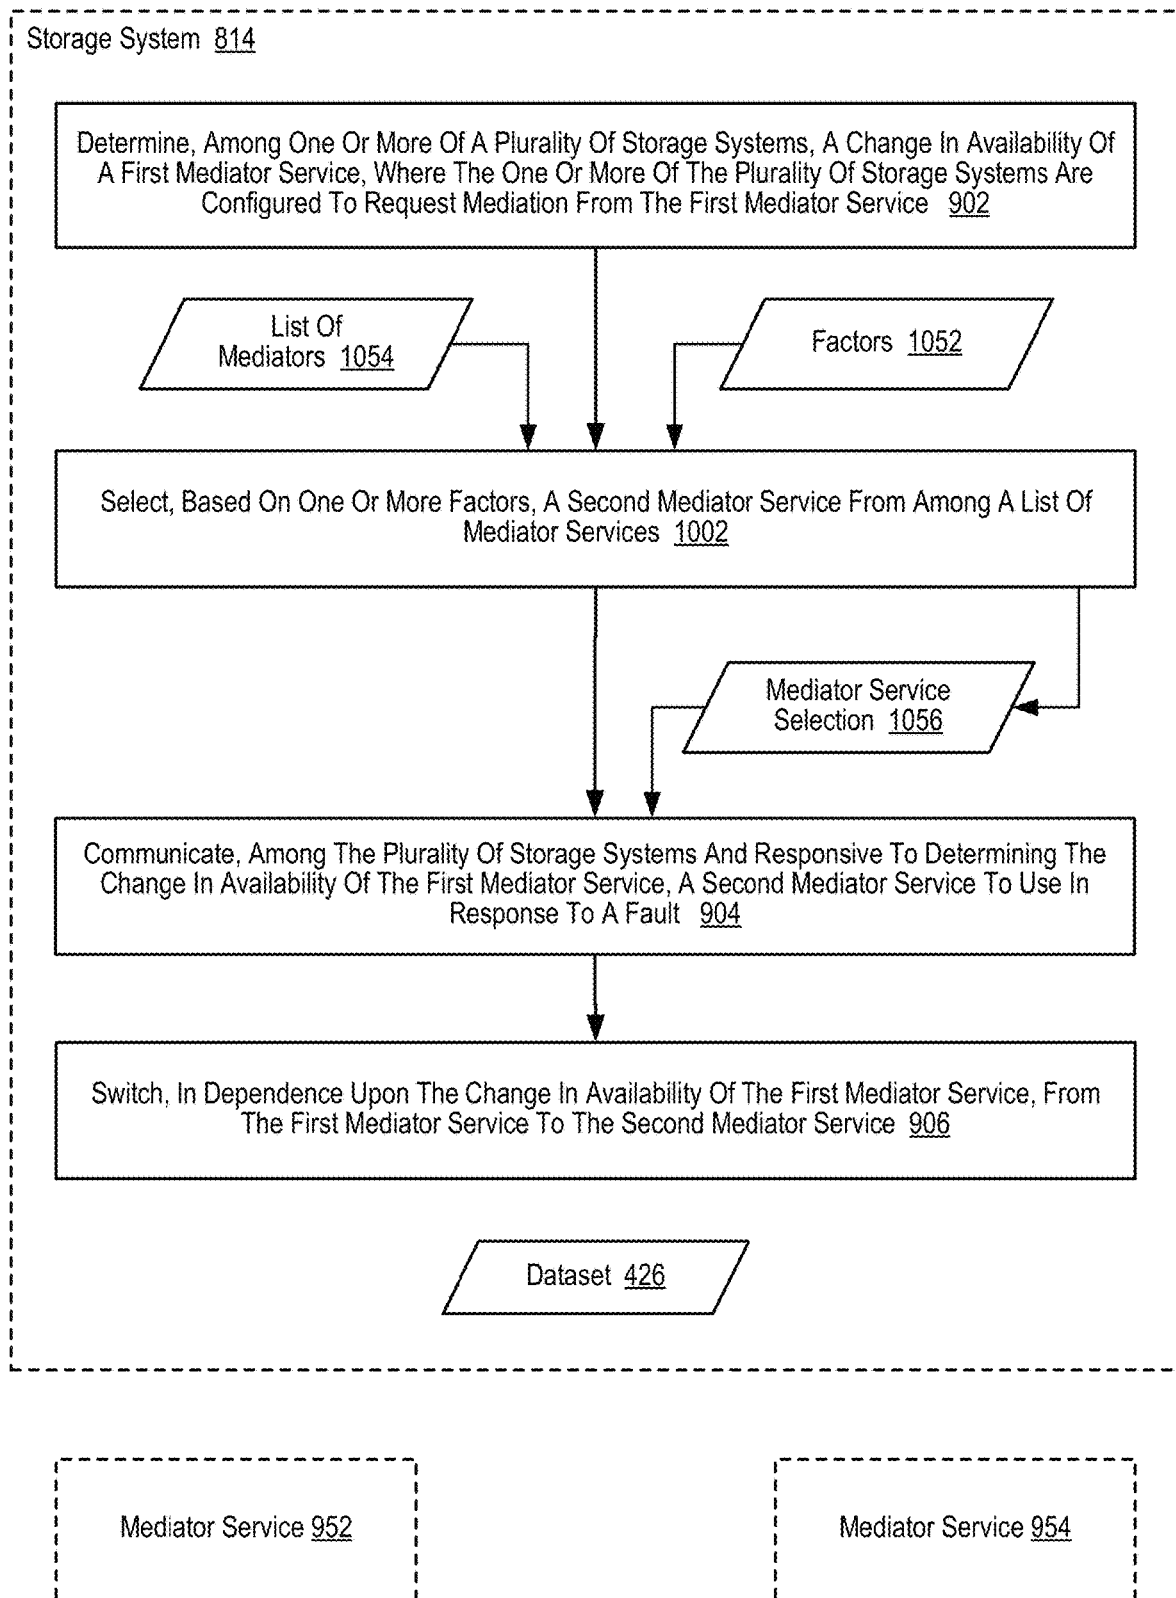 Storage System 814
Determine, Among One Or More Of A Plurality Of Storage Systems, A Change In Availability Of
A First Mediator Service, Where The One Or More Of The Plurality Of Storage Systems Are
Configured To Request Mediation From The First Mediator Service 902
List Of
Mediators 1054
Factors 1052
Select, Based On One Or More Factors, A Second Mediator Service From Among A List Of
Mediator Services 1002
Mediator Service
Selection 1056
Communicate, Among The Plurality Of Storage Systems And Responsive To Determining The
Change In Availability Of The First Mediator Service, A Second Mediator Service To Use In
Response To A Fault 904
Switch, In Dependence Upon The Change In Availability Of The First Mediator Service, From
The First Mediator Service To The Second Mediator Service 906
Dataset 426
Mediator Service 952
Mediator Service 954